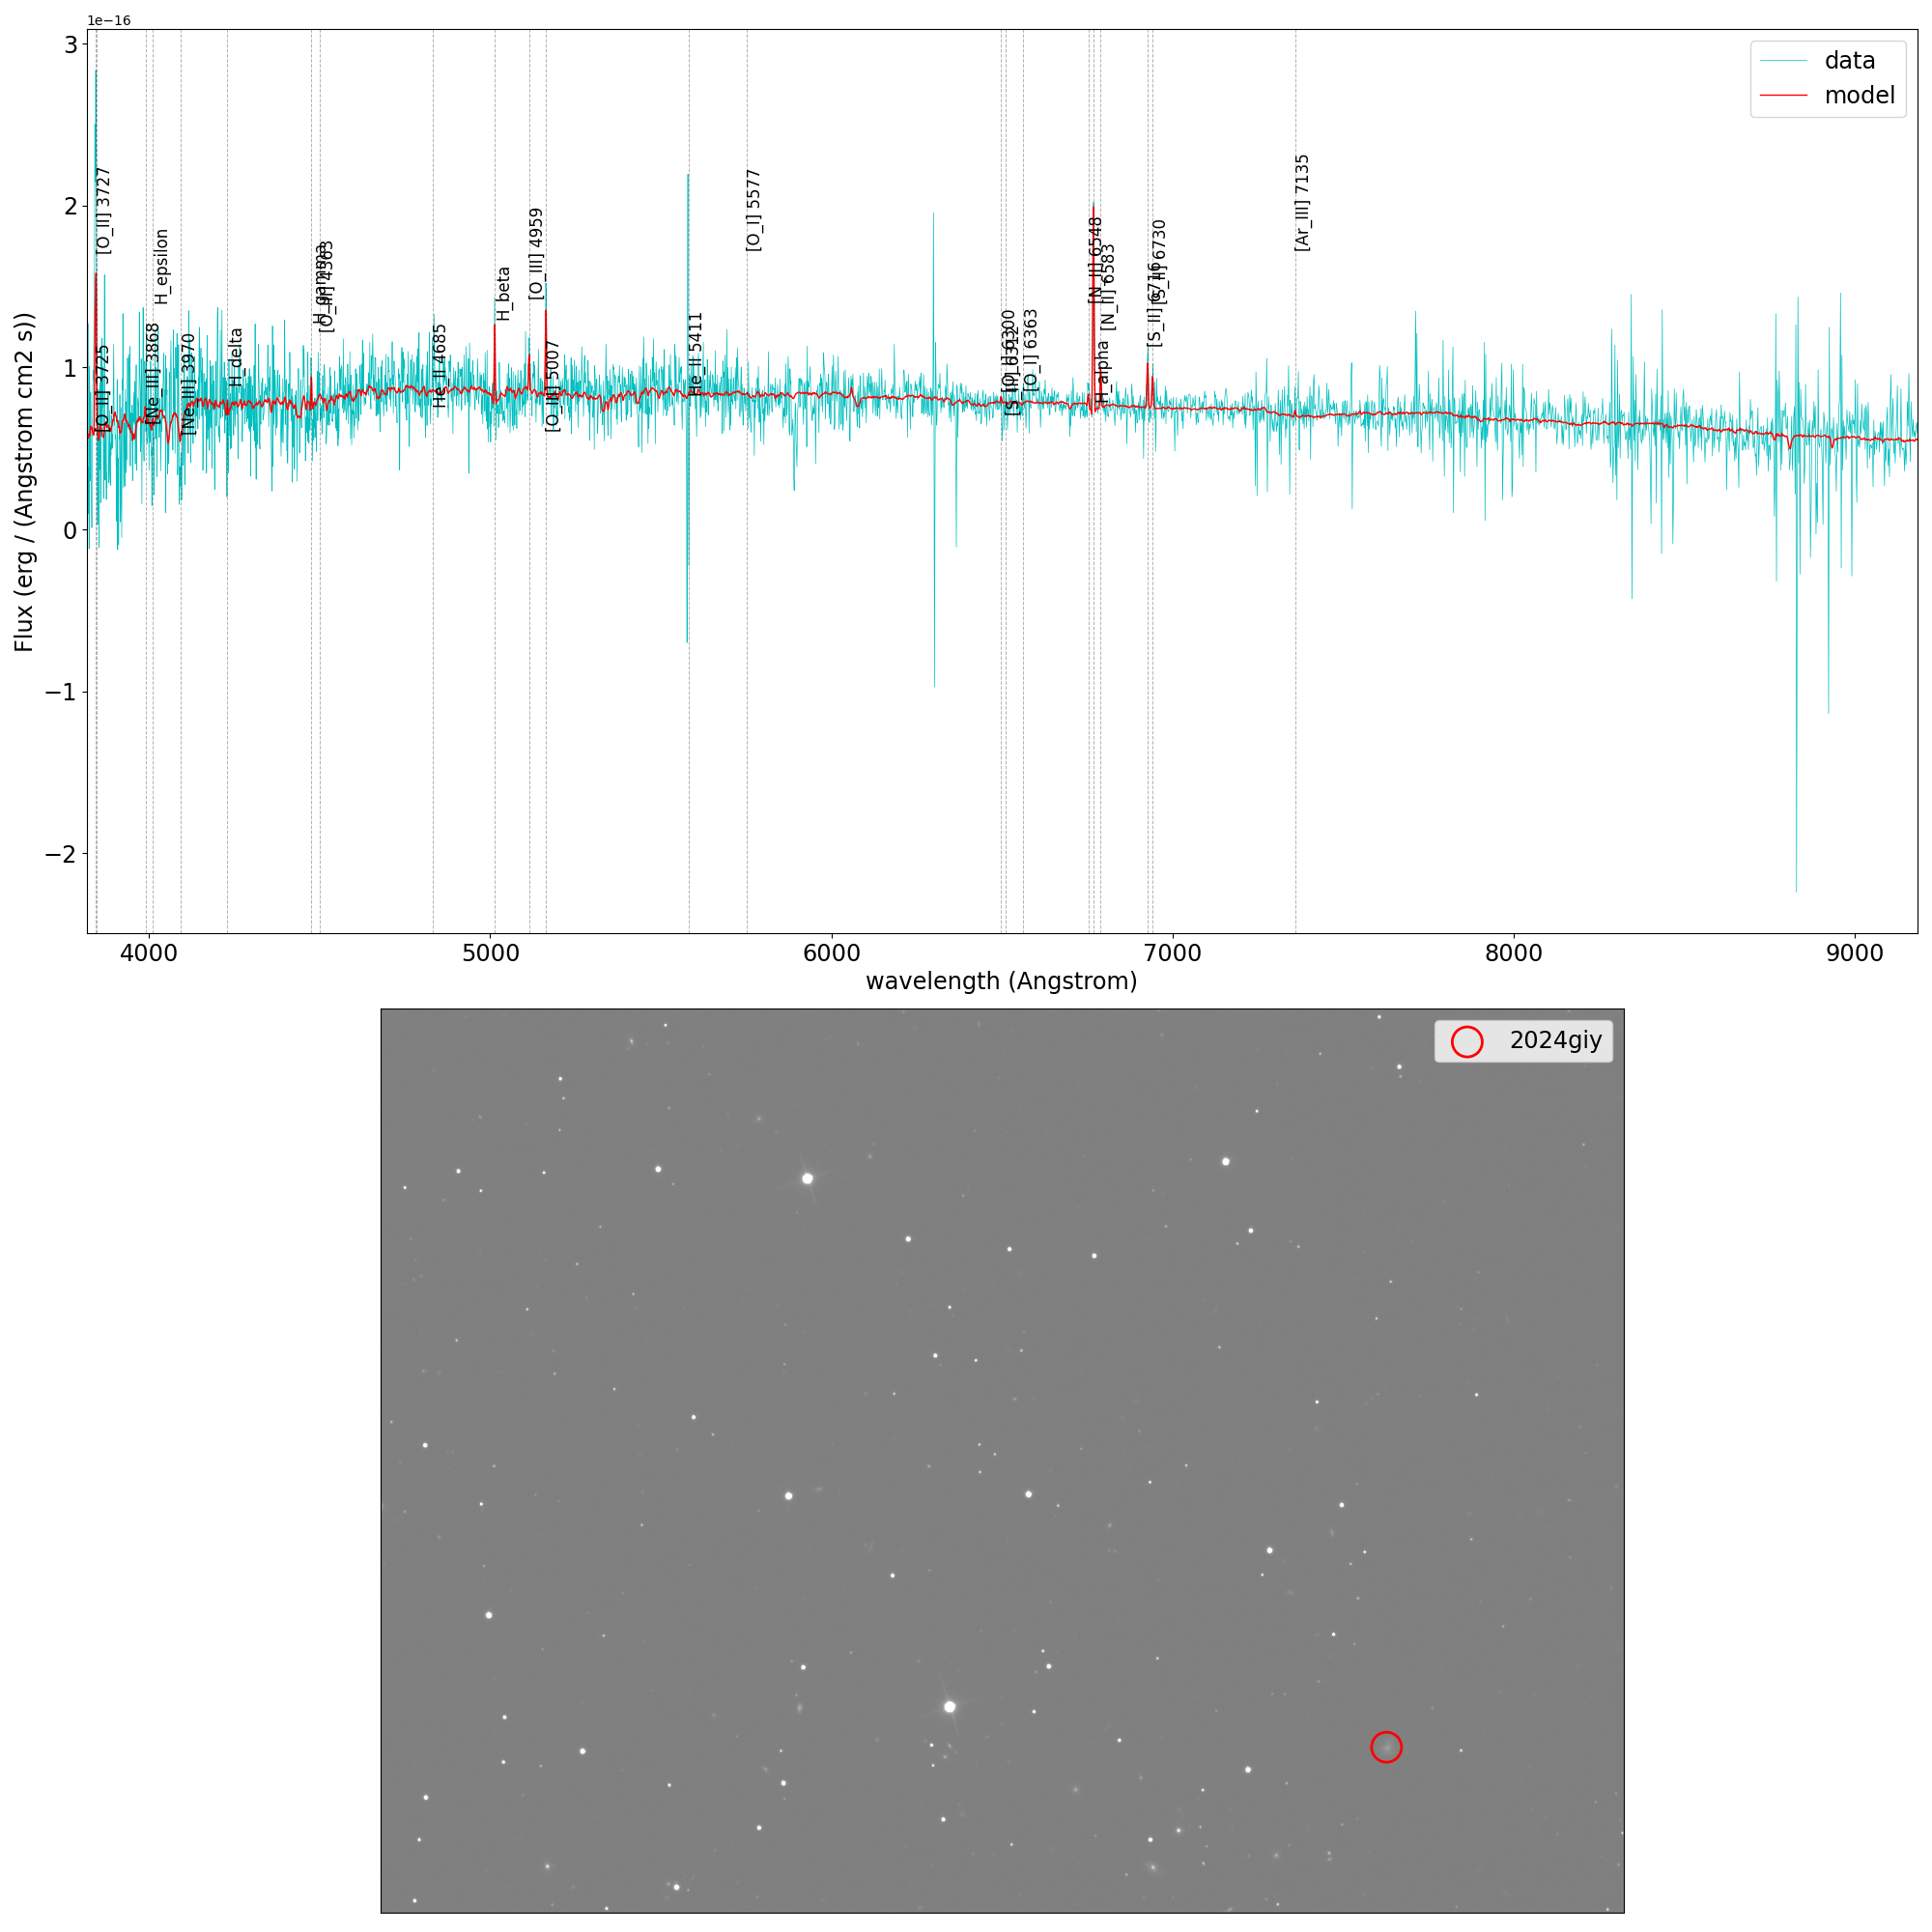 1e−16
3
2
1
0
−1
−2
Flux (erg / (Angstrom cm2 s))
data
model
[O_II] 3725
[O_II] 3727
[Ne_III] 3868
H_epsilon
[Ne_III] 3970
H_delta
H_gamma
[O_III] 4363
He_II 4685
H_beta
[O_III] 4959
[O_III] 5007
He_II 5411
[O_I] 5577
[O_I] 6300
[S_III] 6312
[O_I] 6363
[N_II] 6548
H_alpha
[N_II] 6583
[S_II] 6716
[S_II] 6730
[Ar_III] 7135
4000
5000
6000
7000
8000
9000
wavelength (Angstrom)
2024giy